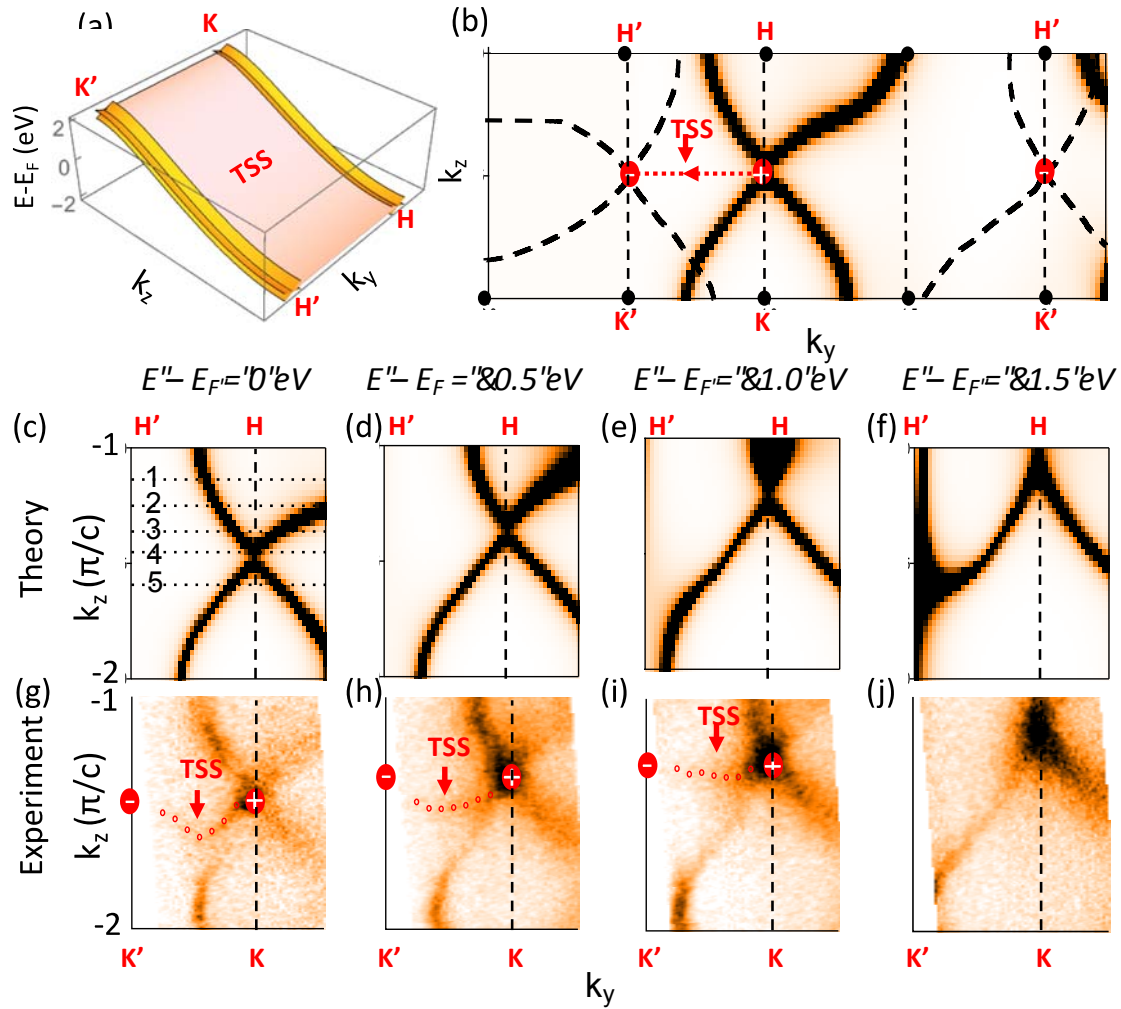 (a)
K
K’
E-E_F (eV)
2
0
−2
TSS
k_z
k_y
H
H’
(b)
H’
H
H’
TSS
-
+
-
k_z
K’
K
K’
k_y
E"– E_F'="0"eV
E"– E_F ="&0.5"eV
E"– E_F'="&1.0"eV
E"– E_F'="&1.5"eV
(c)
H’
H
(d)
H’
H
(e)
H’
H
(f)
H’
H
Theory
k_z (π/c)
-1
1
2
3
4
5
-2
(g)
(h)
(i)
(j)
Experiment
k_z (π/c)
-1
-2
TSS
-
+
TSS
-
+
TSS
-
+
K’
K
K’
K
K’
K
K’
K
k_y